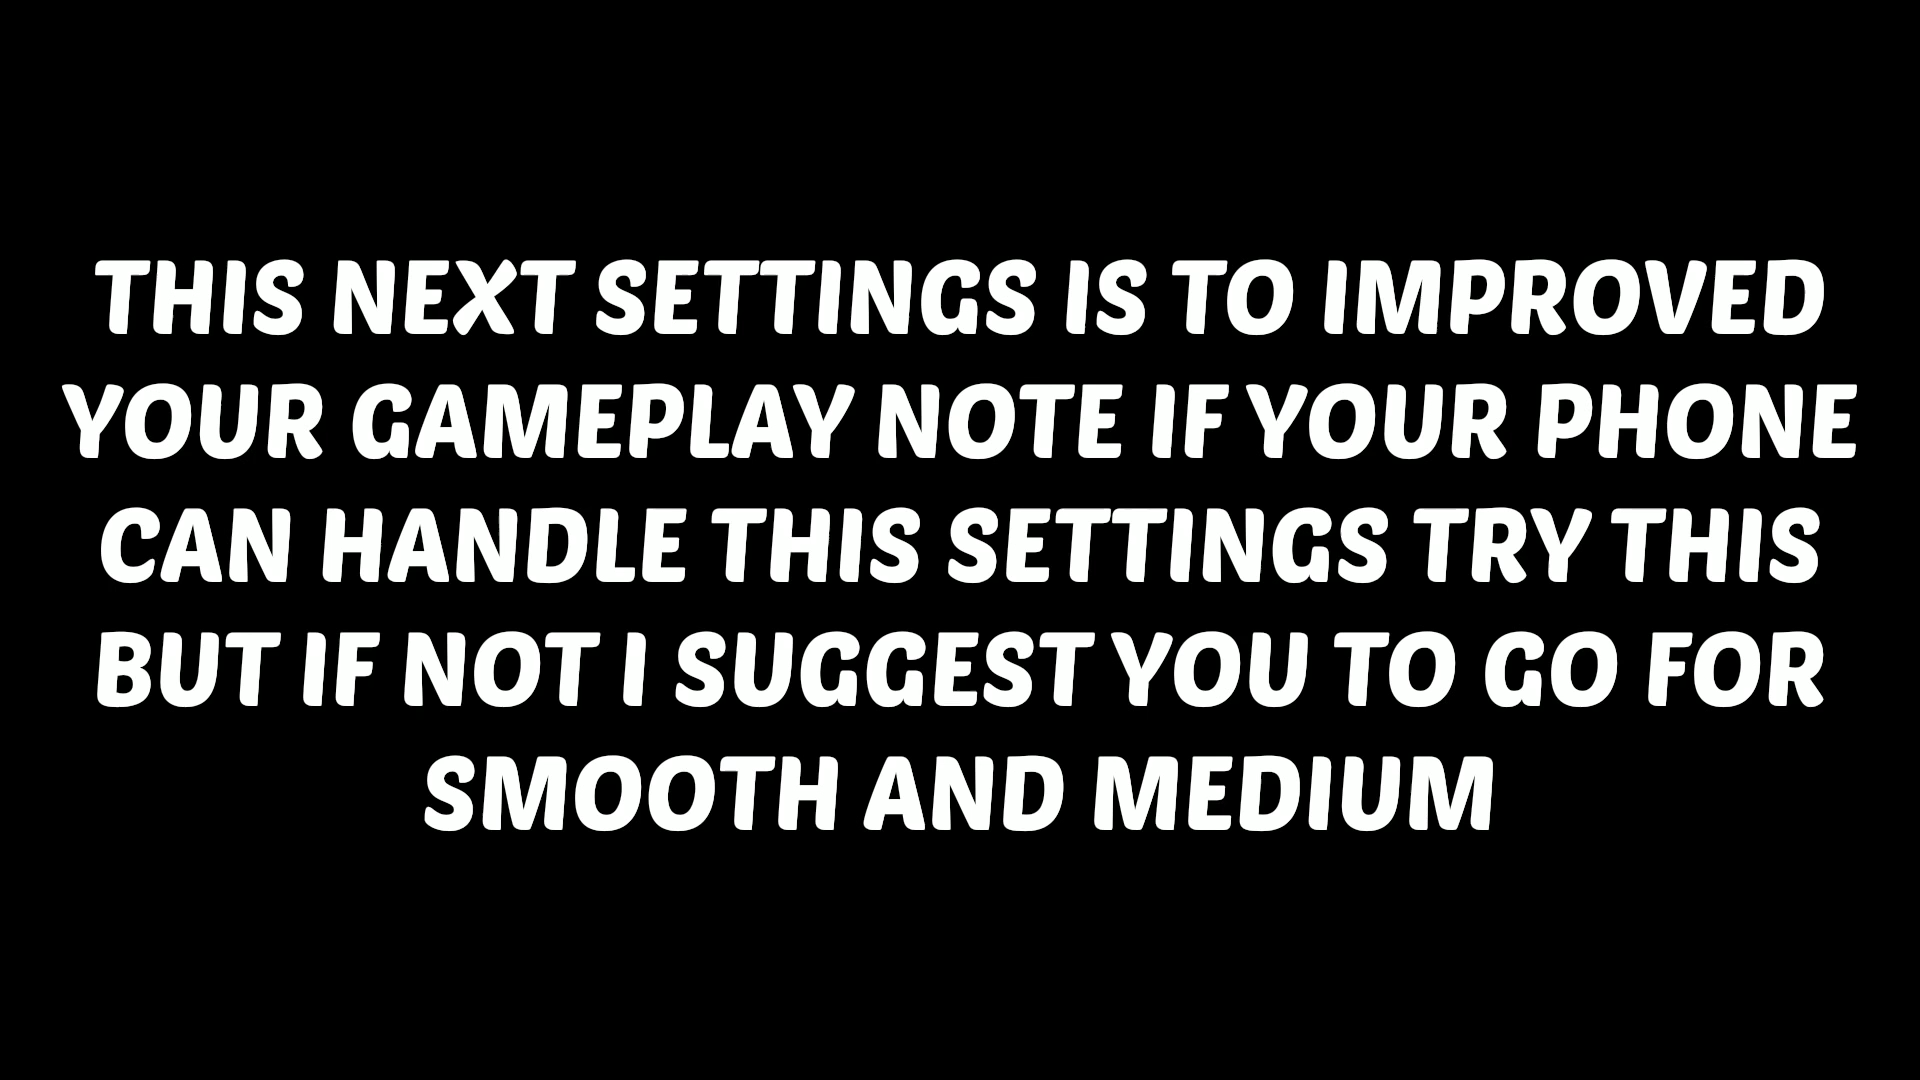 THIS NEXT SETTINGS IS TO IMPROVED
YOUR GAMEPLAY NOTE IF YOUR PHONE
CAN HANDLE THIS SETTINGS TRY THIS
BUT IF NOT I SUGGEST YOU TO GO FOR
SMOOTH AND MEDIUM